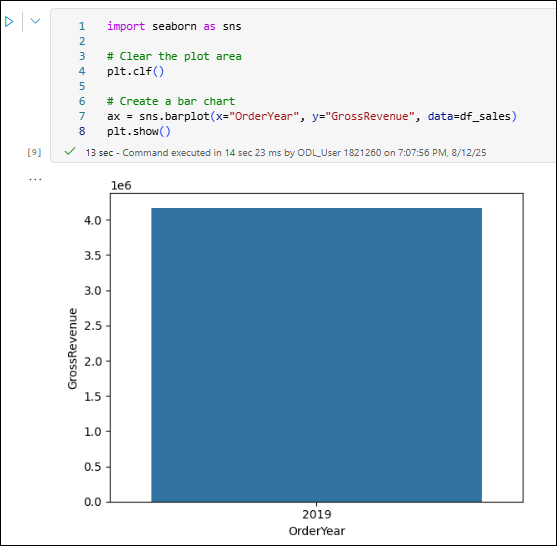 1 import seaborn as sns
2
3 # Clear the plot area
4 plt.clf()
5
6 # Create a bar chart
7 ax = sns.barplot(x="OrderYear", y="GrossRevenue", data=df_sales)
8 plt.show()
[9] 13 sec - Command executed in 14 sec 23 ms by ODL_User 1821260 on 7:07:56 PM, 8/12/25
...
1e6
4.0
3.5
3.0
2.5
2.0
1.5
1.0
0.5
0.0
GrossRevenue
2019
OrderYear